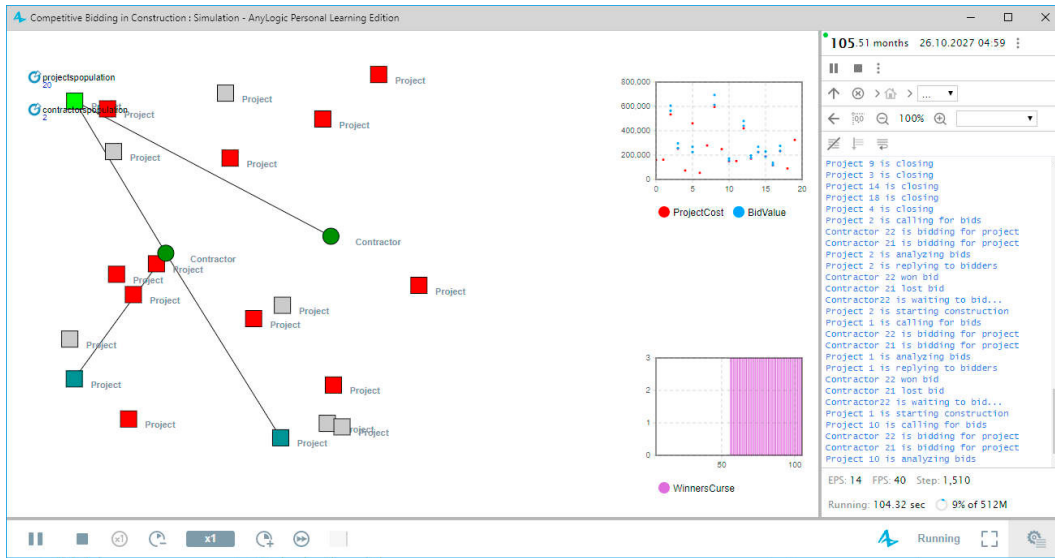 Competitive Bidding in Construction : Simulation - AnyLogic Personal Learning Edition
projectspopulation
20
contractorspopulation
2
Project
Project
Project
Project
Project
Project
Project
Contractor
Contractor
Project
Project
Project
Project
Project
Project
Project
Project
Project
Project
Project
Project
Project
800,000
600,000
400,000
200,000
0
0 5 10 15 20
ProjectCost BidValue
3
2
1
0
50 100
WinnersCurse
105.51 months 26.10.2027 04:59
...
100%
Project 9 is closing
Project 3 is closing
Project 14 is closing
Project 18 is closing
Project 4 is closing
Project 2 is calling for bids
Contractor 22 is bidding for project
Contractor 21 is bidding for project
Project 2 is analyzing bids
Project 2 is replying to bidders
Contractor 22 won bid
Contractor 21 lost bid
Contractor22 is waiting to bid...
Project 2 is starting construction
Project 1 is calling for bids
Contractor 22 is bidding for project
Contractor 21 is bidding for project
Project 1 is analyzing bids
Project 1 is replying to bidders
Contractor 22 won bid
Contractor 21 lost bid
Contractor22 is waiting to bid...
Project 1 is starting construction
Project 10 is calling for bids
Contractor 22 is bidding for project
Contractor 21 is bidding for project
Project 10 is analyzing bids
EPS: 14 FPS: 40 Step: 1,510
Running: 104.32 sec 9% of 512M
x1
x1
Running